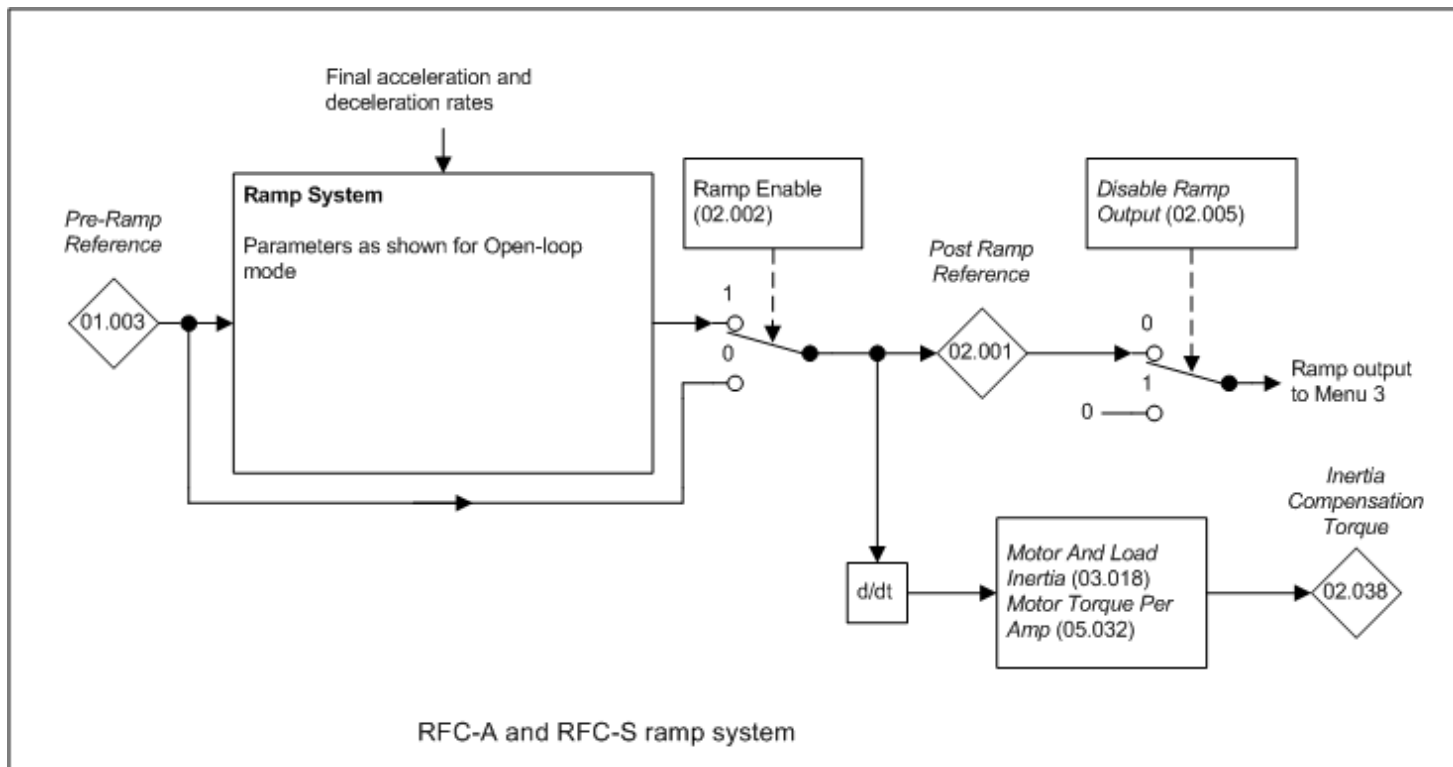 Final acceleration and
deceleration rates
Ramp System
Parameters as shown for Open-loop
mode
Pre-Ramp
Reference
01.003
Ramp Enable
(02.002)
1
0
Post Ramp
Reference
02.001
Disable Ramp
Output (02.005)
0
1
0
Ramp output
to Menu 3
d/dt
Motor And Load
Inertia (03.018)
Motor Torque Per
Amp (05.032)
Inertia
Compensation
Torque
02.038
RFC-A and RFC-S ramp system